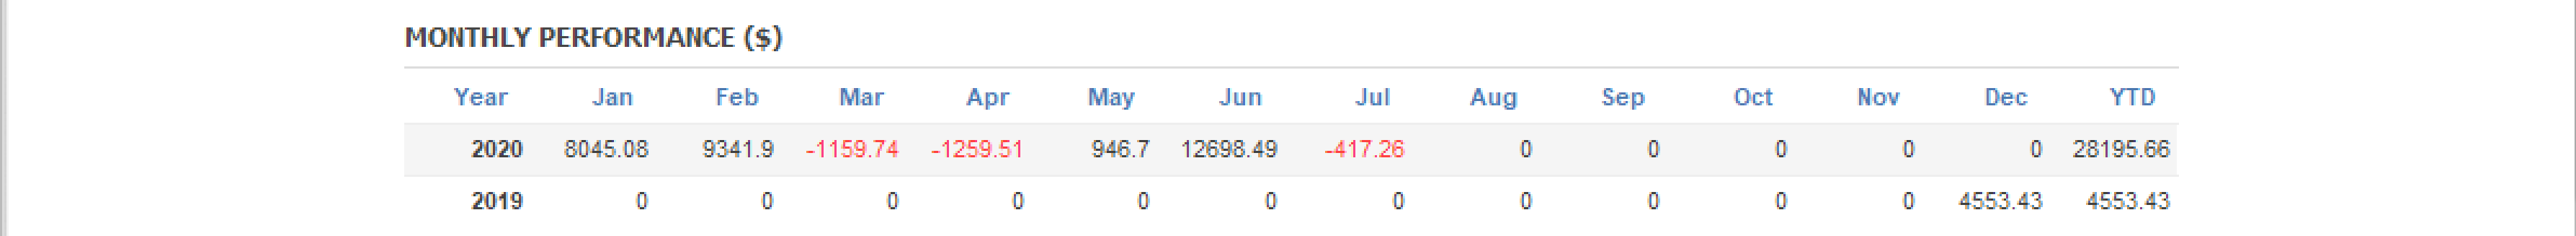 MONTHLY PERFORMANCE ($)
Year Jan Feb Mar Apr May Jun Jul Aug Sep Oct Nov Dec YTD
2020 8045.08 9341.9 -1159.74 -1259.51 946.7 12698.49 -417.26 0 0 0 0 0 28195.66
2019 0 0 0 0 0 0 0 0 0 0 0 4553.43 4553.43